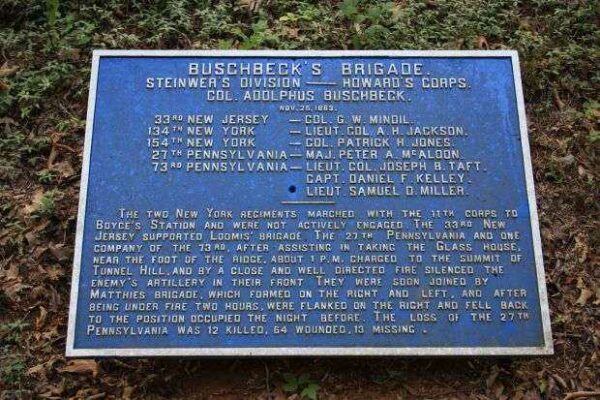 BUSCHBECK'S BRIGADE.
STEINWER'S DIVISION — HOWARD'S CORPS.
COL. ADOLPHUS BUSCHBECK.
NOV. 25, 1863.
33RD NEW JERSEY — COL. G. W. MINDIL.
134TH NEW YORK — LIEUT. COL. A. H. JACKSON.
154TH NEW YORK — COL. PATRICK H. JONES.
27TH PENNSYLVANIA — MAJ. PETER A. McALOON.
73RD PENNSYLVANIA — LIEUT. COL. JOSEPH B. TAFT.
CAPT. DANIEL F. KELLEY.
LIEUT. SAMUEL D. MILLER.
THE TWO NEW YORK REGIMENTS MARCHED WITH THE 11TH CORPS TO
BOYCE'S STATION AND WERE NOT ACTIVELY ENGAGED. THE 33RD NEW
JERSEY SUPPORTED LOOMIS' BRIGADE. THE 27TH PENNSYLVANIA AND ONE
COMPANY OF THE 73RD, AFTER ASSISTING IN TAKING THE GLASS HOUSE,
NEAR THE FOOT OF THE RIDGE, ABOUT 1 P.M. CHARGED TO THE SUMMIT OF
TUNNEL HILL, AND BY A CLOSE AND WELL DIRECTED FIRE SILENCED THE
ENEMY'S ARTILLERY IN THEIR FRONT. THEY WERE SOON JOINED BY
MATTHIES BRIGADE, WHICH FORMED ON THE RIGHT AND LEFT, AND AFTER
BEING UNDER FIRE TWO HOURS, WERE FLANKED ON THE RIGHT AND FELL BACK
TO THE POSITION OCCUPIED THE NIGHT BEFORE. THE LOSS OF THE 27TH
PENNSYLVANIA WAS 12 KILLED, 64 WOUNDED, 13 MISSING.